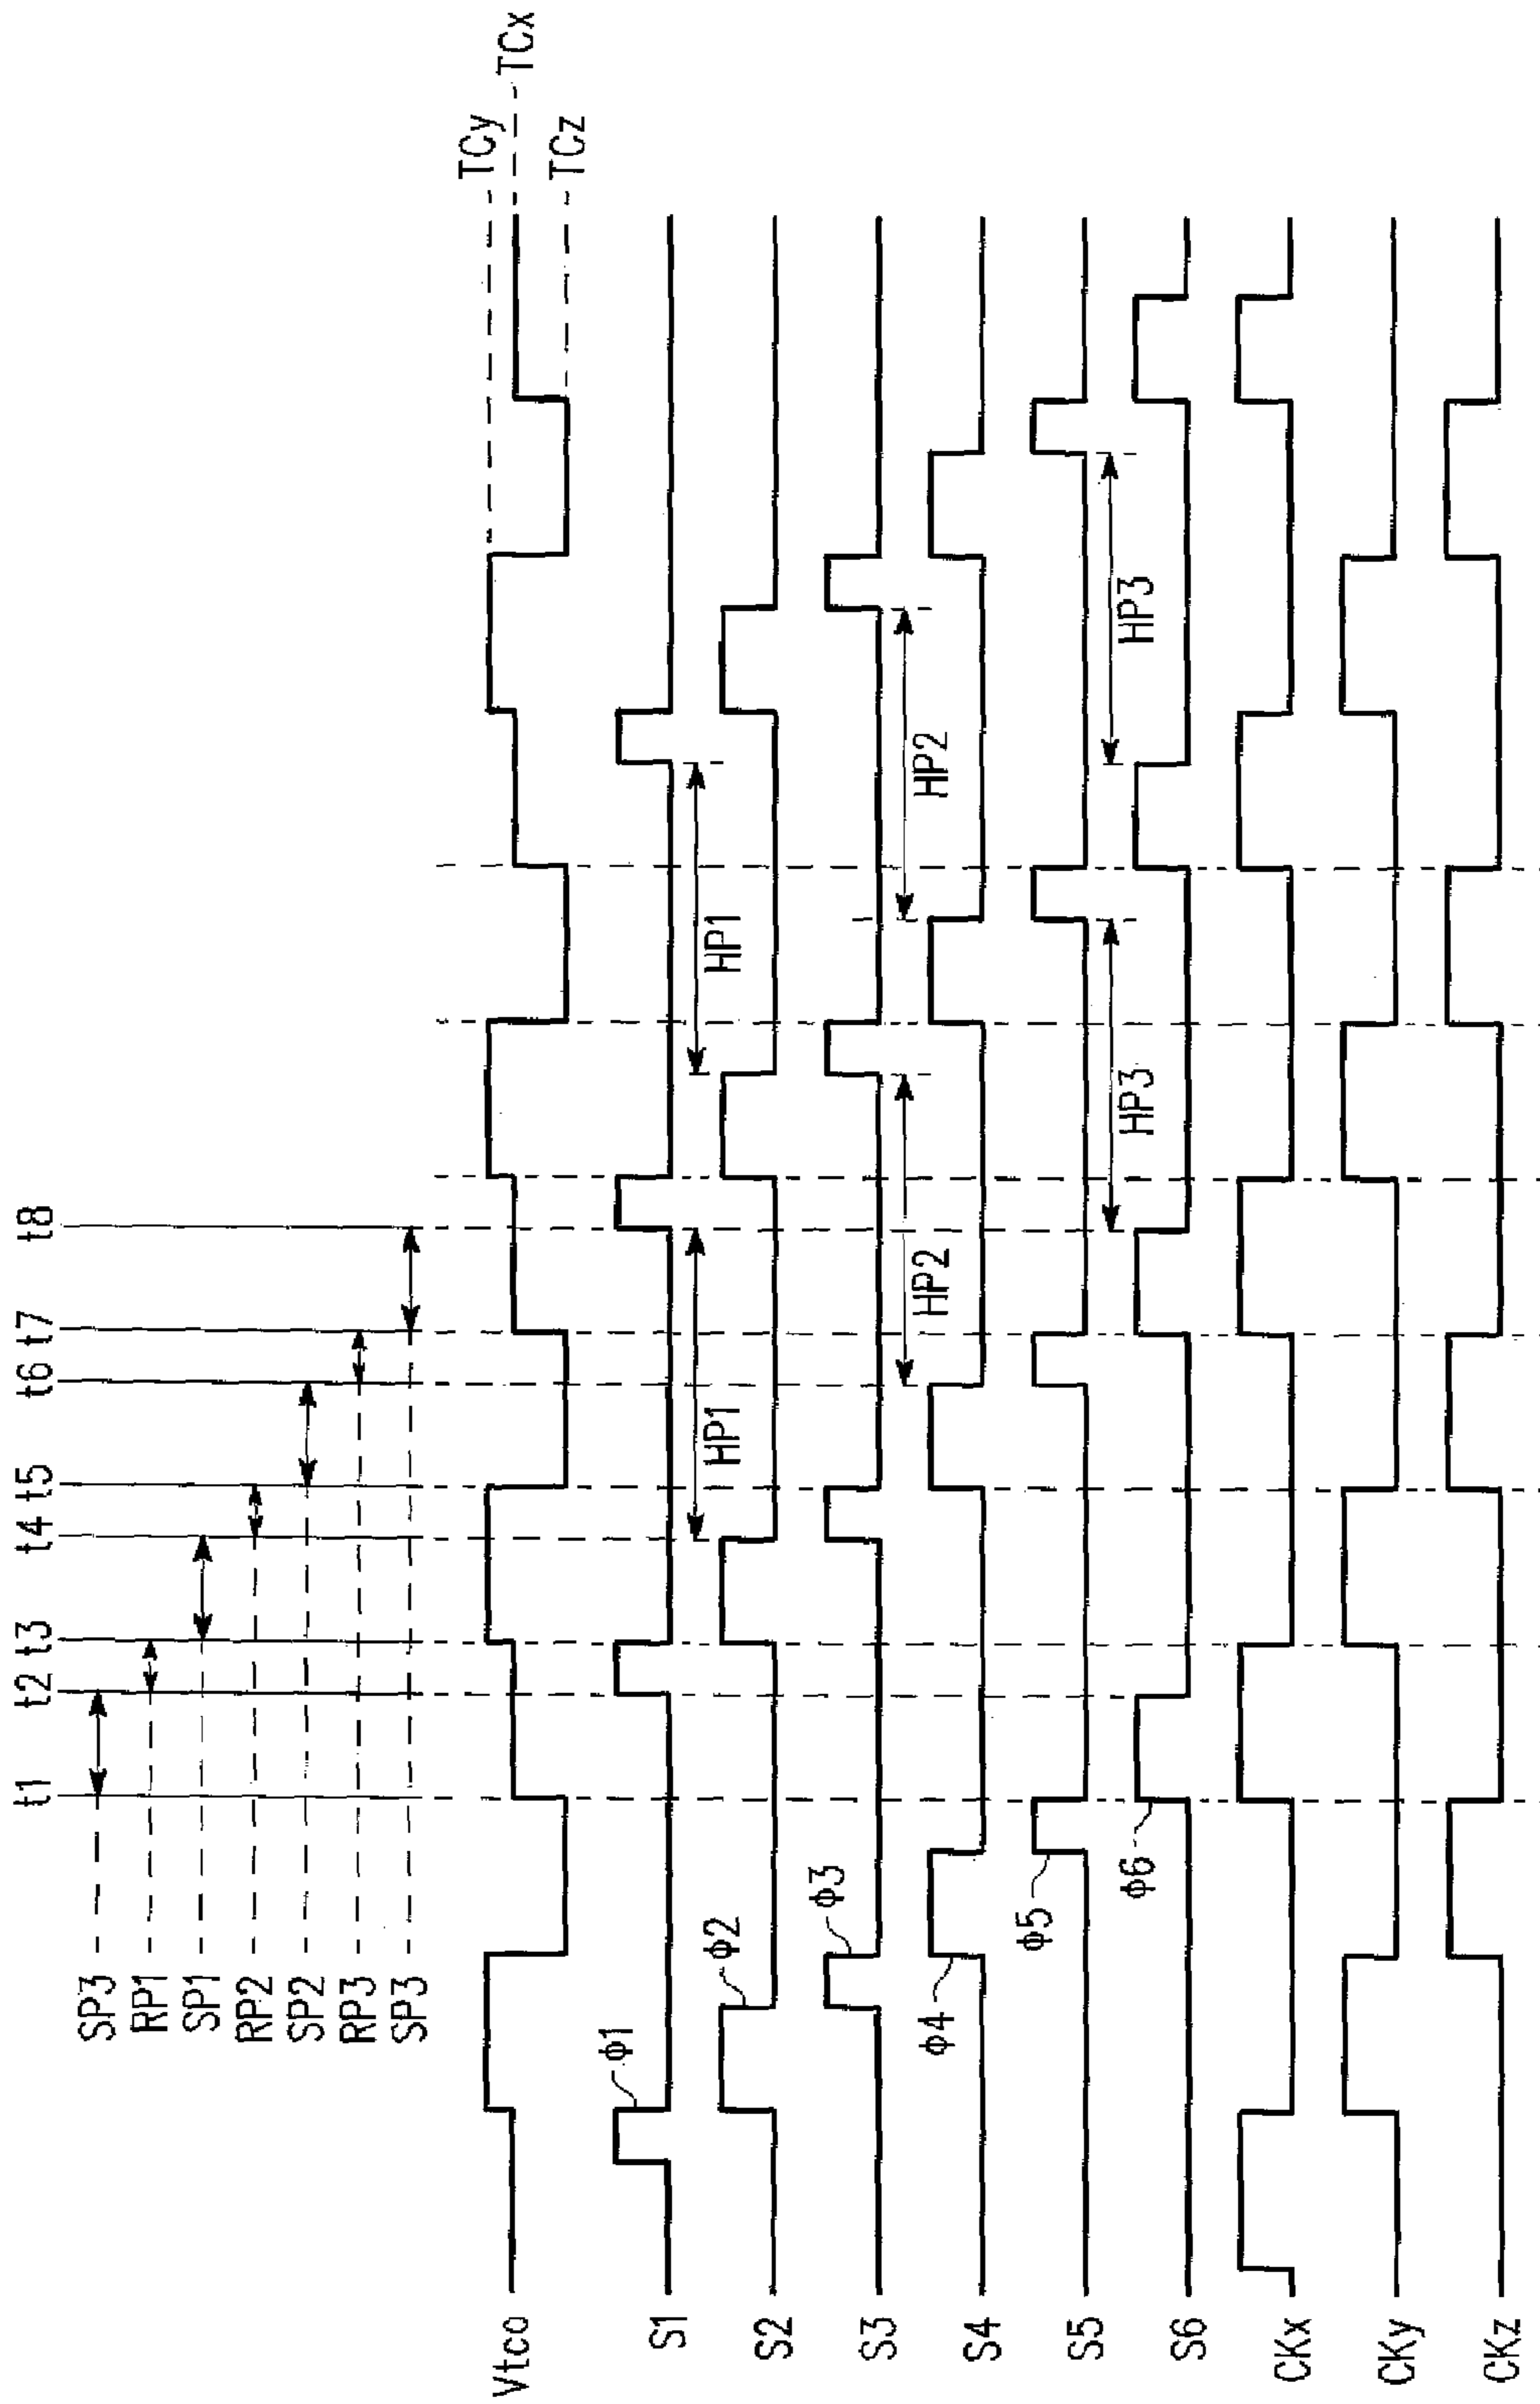 t1 t2 t3 t4 t5 t6 t7 t8
SP3
RP1
SP1
RP2
SP2
RP3
SP3
TCy
TCx
TCz
Vtco
S1
Φ1
HP1 HP1
S2
Φ2
S3
Φ3
HP2 HP2
S4
Φ4
S5
Φ5
HP3 HP3
S6
Φ6
CKx
CKy
CKz